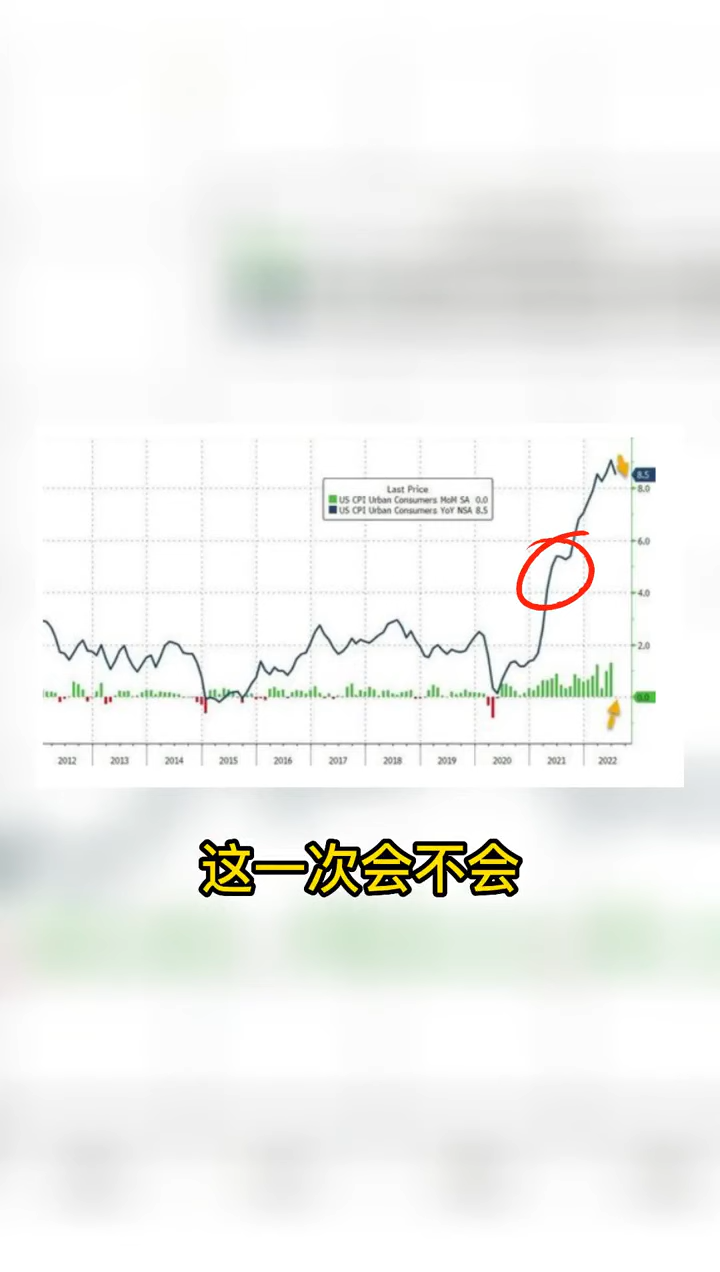 Last Price
US CPI Urban Consumers MoM SA 0.0
US CPI Urban Consumers YoY NSA 8.5
8.5
8.0
6.0
4.0
2.0
0.0
2012 2013 2014 2015 2016 2017 2018 2019 2020 2021 2022
这一次会不会